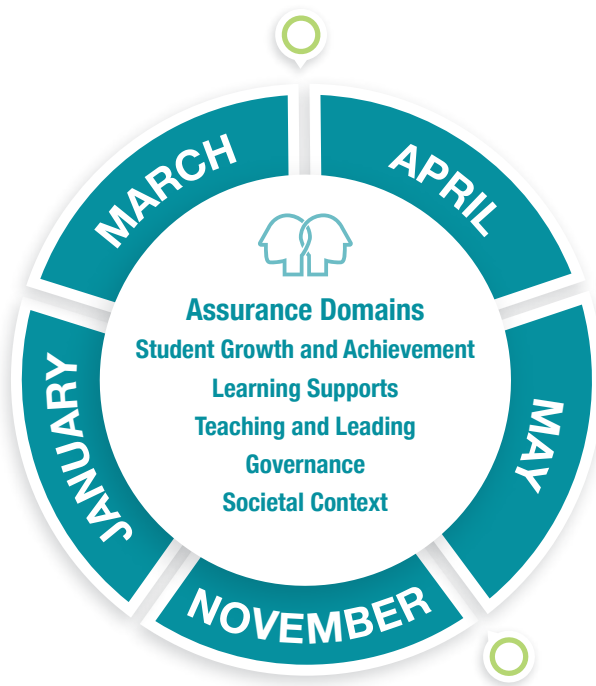 MARCH
APRIL
Assurance Domains
Student Growth and Achievement
Learning Supports
Teaching and Leading
Governance
Societal Context
JANUARY
MAY
NOVEMBER